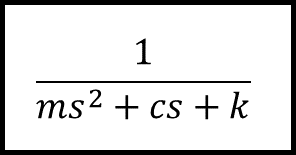 1
ms² + cs + k